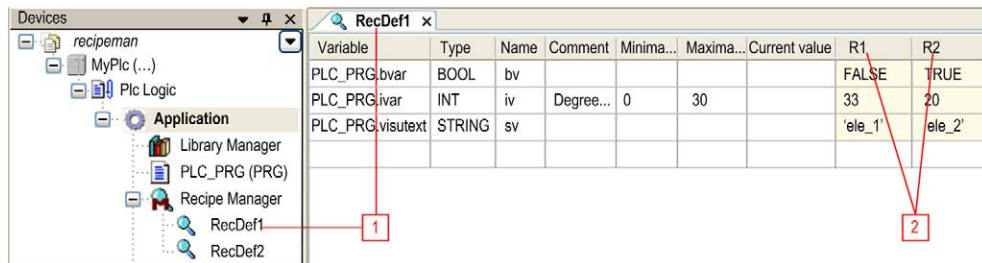 Devices
recipeman
MyPlc (...)
Plc Logic
Application
Library Manager
PLC_PRG (PRG)
Recipe Manager
RecDef1
RecDef2
RecDef1
Variable Type Name Comment Minima... Maxima... Current value R1 R2
PLC_PRG.bvar BOOL bv FALSE TRUE
PLC_PRG.ivar INT iv Degree... 0 30 33 20
PLC_PRG.visutext STRING sv 'ele_1' 'ele_2'
1
2